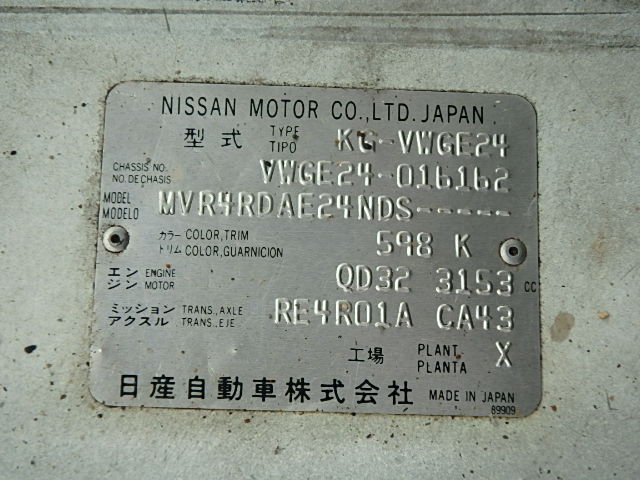 NISSAN MOTOR CO., LTD. JAPAN
型式 TYPE TIPO KG-VWGE24
CHASSIS NO. NO. DE CHASIS VWGE24-016162
MODEL MODELO MVR4RDAE24NDS-----
カラー トリム COLOR, TRIM COLOR, GUARNICION 598 K
エンジン ENGINE MOTOR QD32 3153 CC
ミッション アクスル TRANS., AXLE TRANS., EJE RE4R01A CA43
工場 PLANT PLANTA X
日産自動車株式会社 MADE IN JAPAN
89909